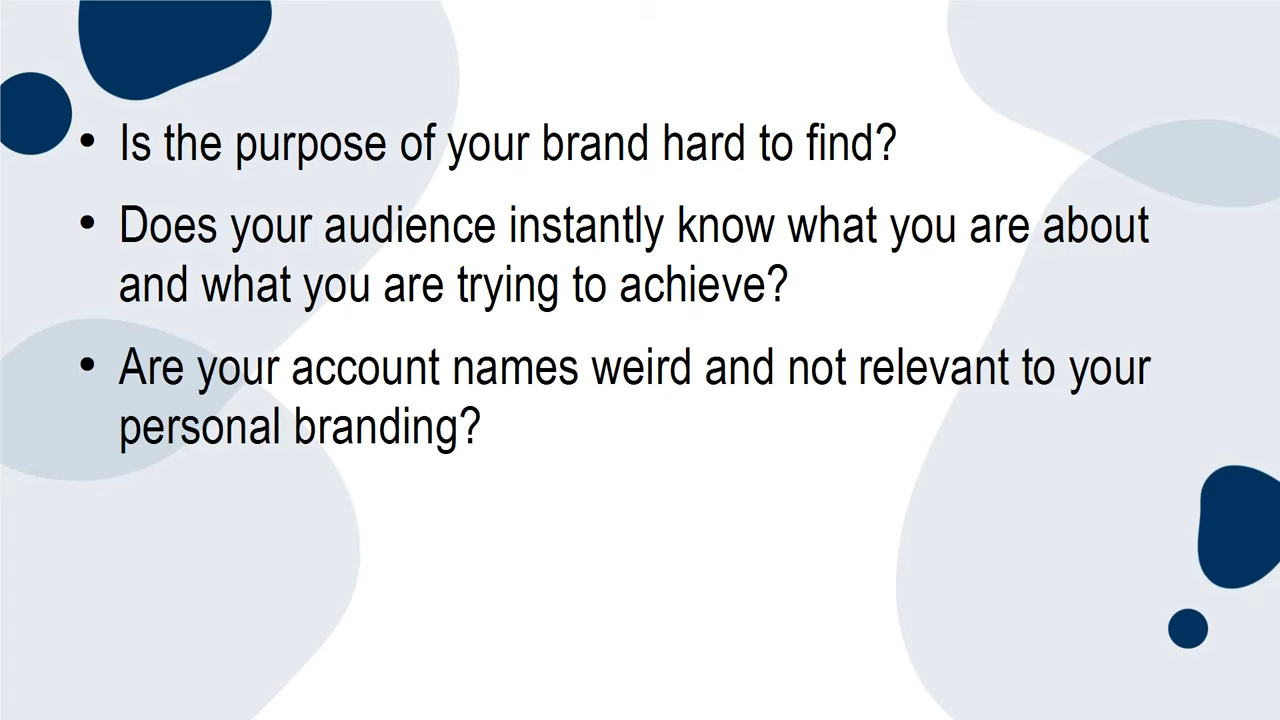 • Is the purpose of your brand hard to find?
• Does your audience instantly know what you are about
and what you are trying to achieve?
• Are your account names weird and not relevant to your
personal branding?